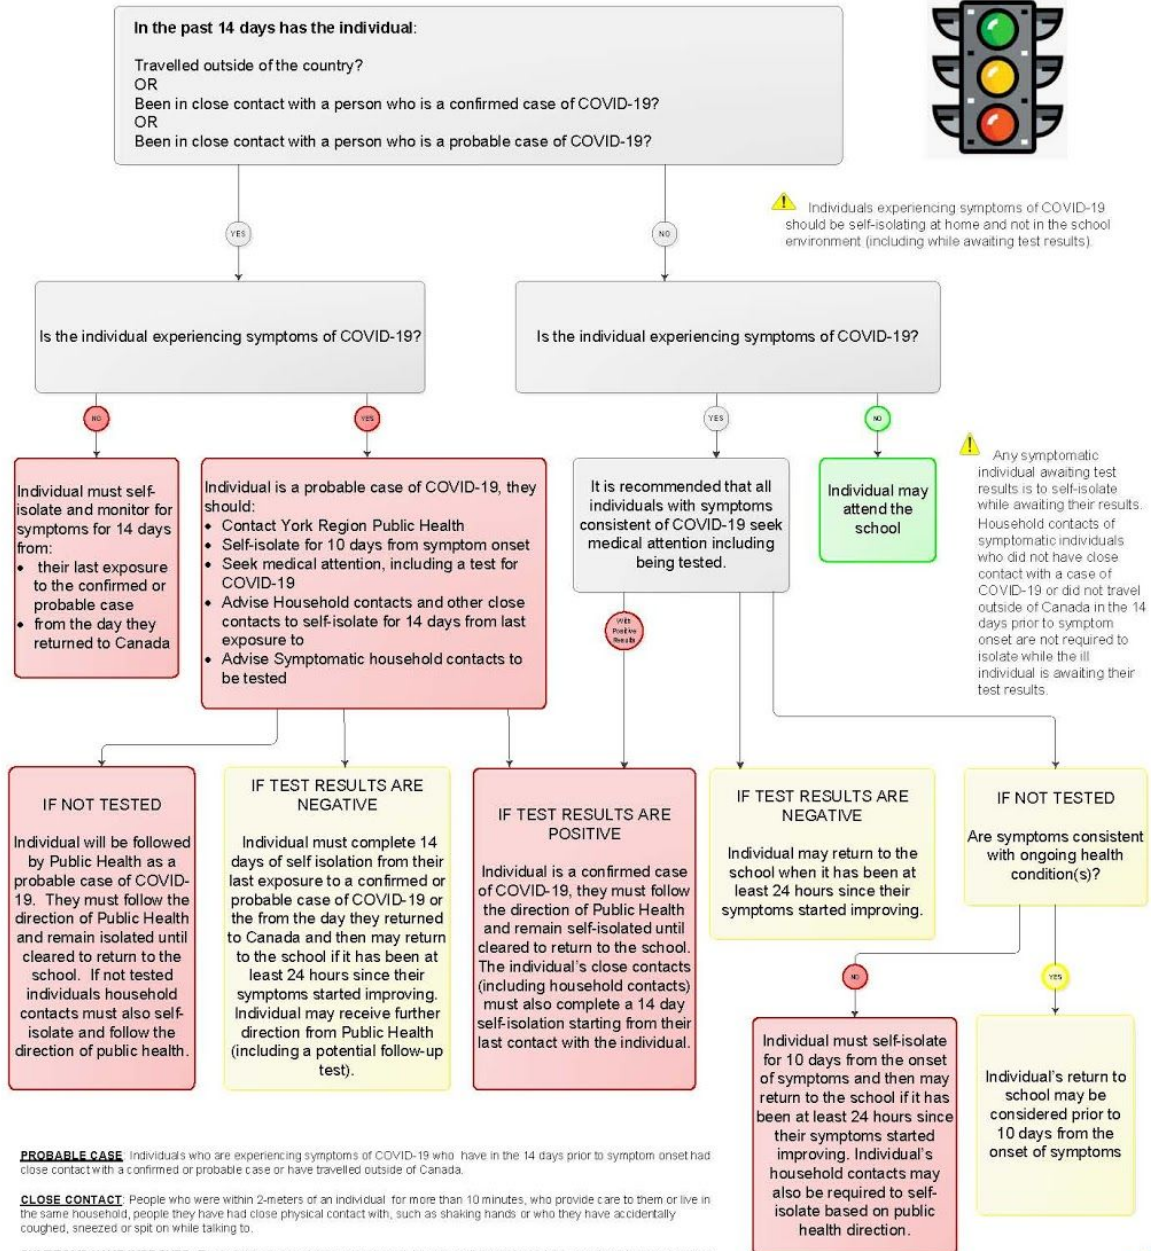 In the past 14 days has the individual:
Travelled outside of the country?
OR
Been in close contact with a person who is a confirmed case of COVID-19?
OR
Been in close contact with a person who is a probable case of COVID-19?
YES
NO
Individuals experiencing symptoms of COVID-19
should be self-isolating at home and not in the school
environment (including while awaiting test results).
Is the individual experiencing symptoms of COVID-19?
Is the individual experiencing symptoms of COVID-19?
NO
YES
YES
NO
Individual must self-
isolate and monitor for
symptoms for 14 days
from:
• their last exposure
to the confirmed or
probable case
• from the day they
returned to Canada
Individual is a probable case of COVID-19, they
should:
• Contact York Region Public Health
• Self-isolate for 10 days from symptom onset
• Seek medical attention, including a test for
COVID-19
• Advise Household contacts and other close
contacts to self-isolate for 14 days from last
exposure to
• Advise Symptomatic household contacts to
be tested
It is recommended that all
individuals with symptoms
consistent of COVID-19 seek
medical attention including
being tested.
Individual may
attend the
school
Any symptomatic
individual awaiting test
results is to self-isolate
while awaiting their results.
Household contacts of
symptomatic individuals
who did not have close
contact with a case of
COVID-19 or did not travel
outside of Canada in the 14
days prior to symptom
onset are not required to
isolate while the ill
individual is awaiting their
test results.
With
Positive
Results
IF NOT TESTED
Individual will be followed
by Public Health as a
probable case of COVID-
19. They must follow the
direction of Public Health
and remain isolated until
cleared to return to the
school. If not tested
individuals household
contacts must also self-
isolate and follow the
direction of public health.
IF TEST RESULTS ARE
NEGATIVE
Individual must complete 14
days of self isolation from their
last exposure to a confirmed or
probable case of COVID-19 or
the from the day they returned
to Canada and then may return
to the school if it has been at
least 24 hours since their
symptoms started improving.
Individual may receive further
direction from Public Health
(including a potential follow-up
test).
IF TEST RESULTS ARE
POSITIVE
Individual is a confirmed case
of COVID-19, they must follow
the direction of Public Health
and remain self-isolated until
cleared to return to the school.
The individual's close contacts
(including household contacts)
must also complete a 14 day
self-isolation starting from their
last contact with the individual.
IF TEST RESULTS ARE
NEGATIVE
Individual may return to the
school when it has been at
least 24 hours since their
symptoms started improving.
IF NOT TESTED
Are symptoms consistent
with ongoing health
condition(s)?
NO
YES
Individual must self-isolate
for 10 days from the onset
of symptoms and then may
return to the school if it has
been at least 24 hours since
their symptoms started
improving. Individual's
household contacts may
also be required to self-
isolate based on public
health direction.
Individual's return to
school may be
considered prior to
10 days from the
onset of symptoms
PROBABLE CASE: Individuals who are experiencing symptoms of COVID-19 who have in the 14 days prior to symptom onset had
close contact with a confirmed or probable case or have travelled outside of Canada.
CLOSE CONTACT: People who were within 2-meters of an individual for more than 10 minutes, who provide care to them or live in
the same household, people they have had close physical contact with, such as shaking hands or who they have accidentally
coughed, sneezed or spit on while talking to.